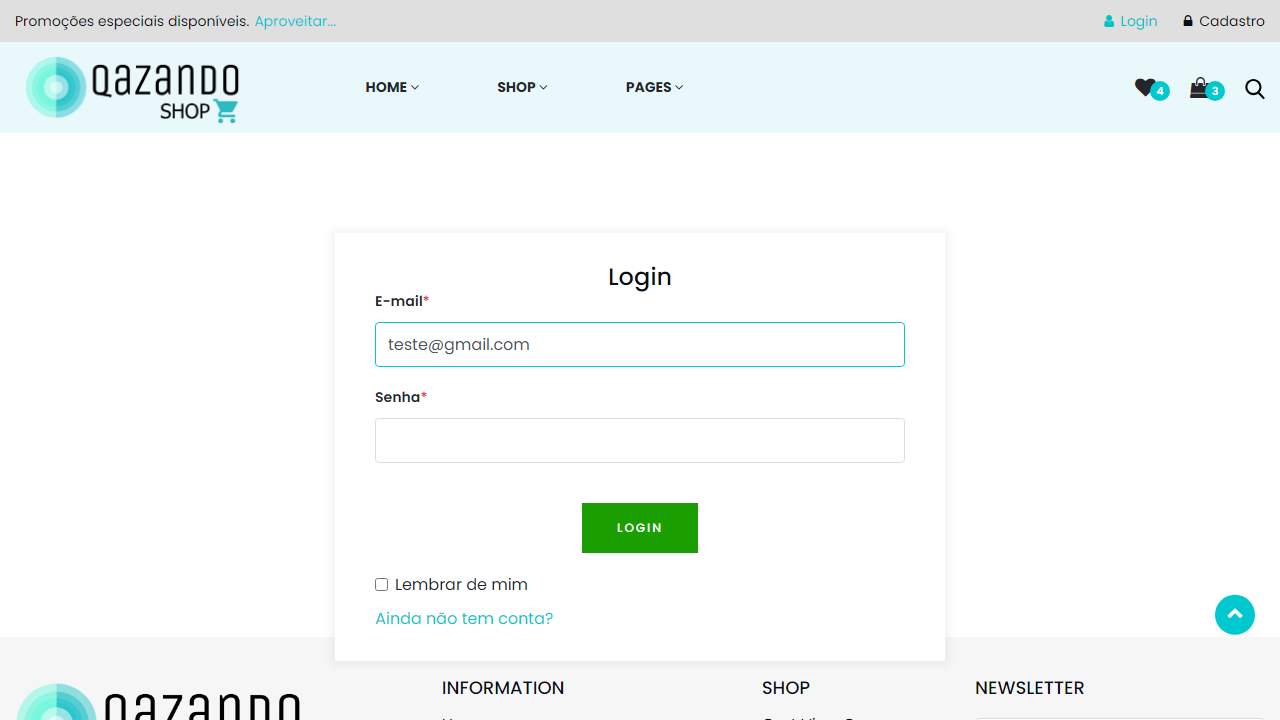 Promoções especiais disponíveis. Aproveitar...
Login
Cadastro
QAZANDO
SHOP
HOME
SHOP
PAGES
4
3
Login
E-mail*
teste@gmail.com
Senha*
LOGIN
Lembrar de mim
Ainda não tem conta?
QAZANDO
INFORMATION
SHOP
NEWSLETTER